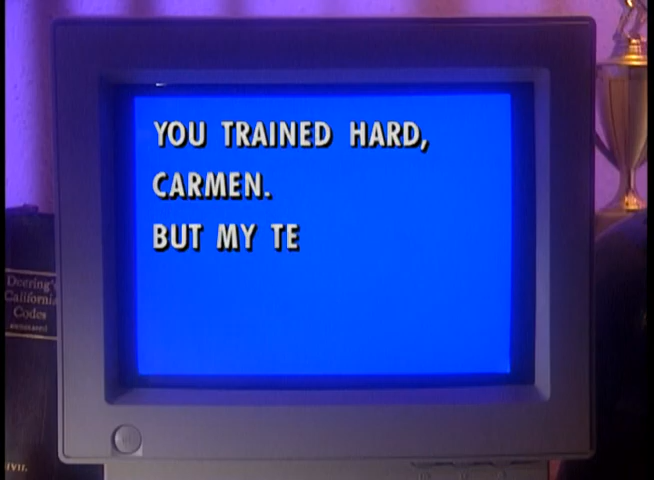 YOU TRAINED HARD,
CARMEN.
BUT MY TE
Deering's
California
Codes